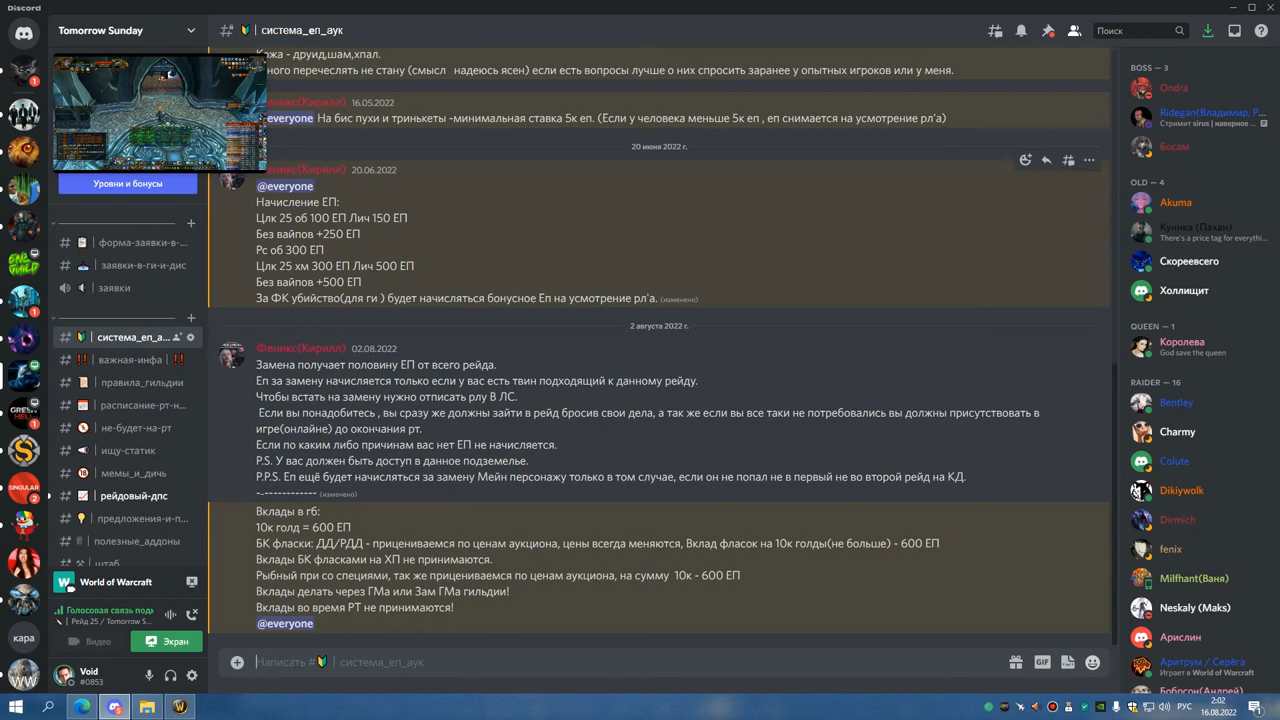 Discord
Tomorrow Sunday
система_еп_аук
Поиск
Уровни и бонусы
форма-заявки-в-...
заявки-в-ги-и-дис
заявки
система_еп_а...
важная-инфа
правила_гильдии
расписание-рт-н...
не-будет-на-рт
ищу-статик
мемы_и_дичь
рейдовый-дпс
предложения-и-п...
полезные_аддоны
штаб
World of Warcraft
Голосовая связь подк
Рейд 25 / Tomorrow S...
Видео
Экран
Void
#0853
кара
Кожа - друид,шам,хпал.
ного перечеслять не стану (смысл надеюсь ясен) если есть вопросы лучше о них спросить заранее у опытных игроков или у меня.
еникс(Кирилл) 16.05.2022
everyone На бис пухи и тринькеты -минимальная ставка 5к еп. (Если у человека меньше 5к еп , еп снимается на усмотрение рл'а)
20 июня 2022 г.
еникс(Кирилл) 20.06.2022
@everyone
Начисление ЕП:
Цлк 25 об 100 ЕП Лич 150 ЕП
Без вайпов +250 ЕП
Рс об 300 ЕП
Цлк 25 хм 300 ЕП Лич 500 ЕП
Без вайпов +500 ЕП
За ФК убийство(для ги ) будет начисляться бонусное Еп на усмотрение рл'а. (изменено)
2 августа 2022 г.
Феникс(Кирилл) 02.08.2022
Замена получает половину ЕП от всего рейда.
Еп за замену начисляется только если у вас есть твин подходящий к данному рейду.
Чтобы встать на замену нужно отписать рлу В ЛС.
Если вы понадобитесь , вы сразу же должны зайти в рейд бросив свои дела, а так же если вы все таки не потребовались вы должны присутствовать в
игре(онлайне) до окончания рт.
Если по каким либо причинам вас нет ЕП не начисляется.
P.S. У вас должен быть доступ в данное подземелье.
P.P.S. Еп ещё будет начисляться за замену Мейн персонажу только в том случае, если он не попал не в первый не во второй рейд на КД.
-.------------ (изменено)
Вклады в гб:
10к голд = 600 ЕП
БК фласки: ДД/РДД - прицениваемся по ценам аукциона, цены всегда меняются, Вклад фласок на 10к голды(не больше) - 600 ЕП
Вклады БК фласками на ХП не принимаются.
Рыбный пир со специями, так же прицениваемся по ценам аукциона, на сумму 10к - 600 ЕП
Вклады делать через ГМа или Зам ГМа гильдии!
Вклады во время РТ не принимаются!
@everyone
Написать #
система_еп_аук
GIF
BOSS — 3
Ondra
Ridegan(Владимир, Р...
Стримит sirus | наверное ...
Босам
OLD — 4
Akuma
Куника (Пахан)
There's a price tag for everythi...
Скореевсего
Холлищит
QUEEN — 1
Королева
God save the queen
RAIDER — 16
Bentley
Charmy
Colute
Dikiywolk
Dirmich
fenix
Milfhant(Ваня)
Neskaly (Maks)
Арислин
Аритрум / Серёга
Играет в World of Warcraft
Бобрсон(Андрей)
РУС
2:02
16.08.2022